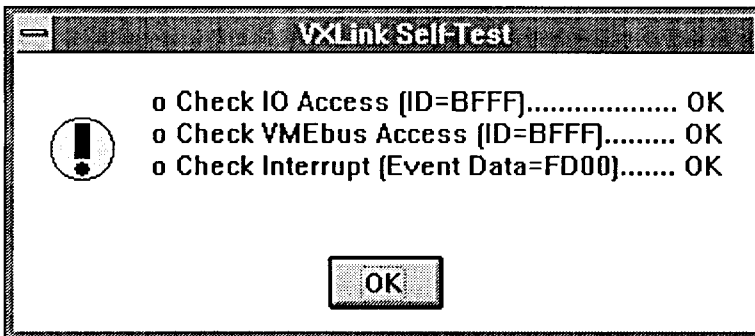 VXLink Self-Test
o Check IO Access (ID=BFFF)................... OK
o Check VMEbus Access (ID=BFFF)......... OK
o Check Interrupt (Event Data=FD00)....... OK
OK